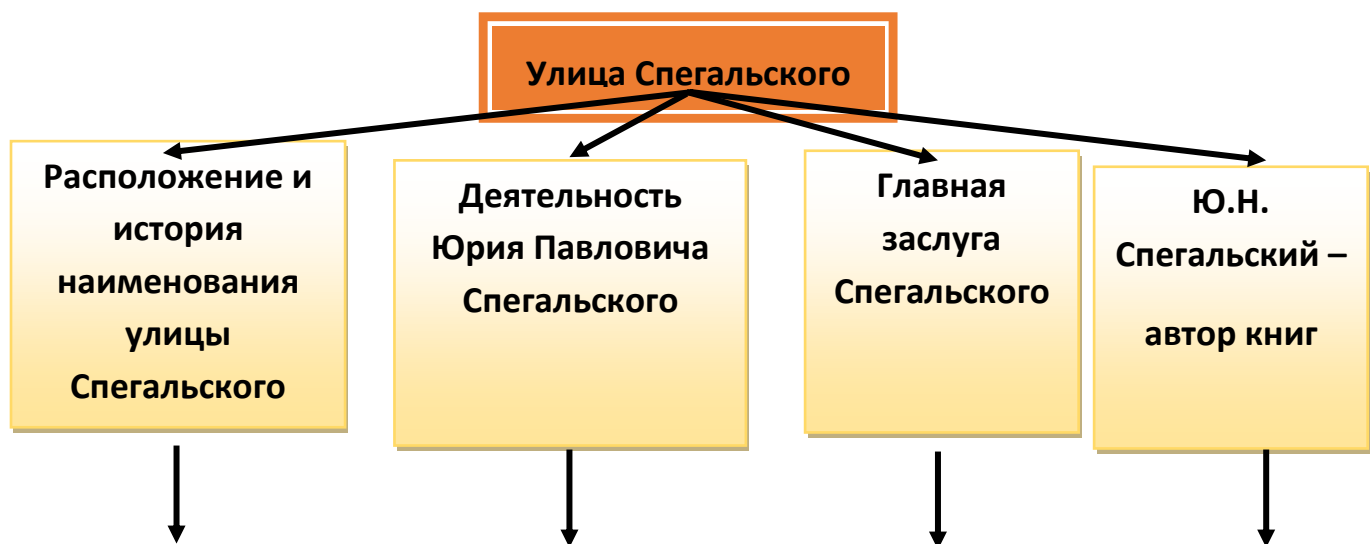 Улица Спегальского
Расположение и
история
наименования
улицы
Спегальского
Деятельность
Юрия Павловича
Спегальского
Главная
заслуга
Спегальского
Ю.Н.
Спегальский –
автор книг